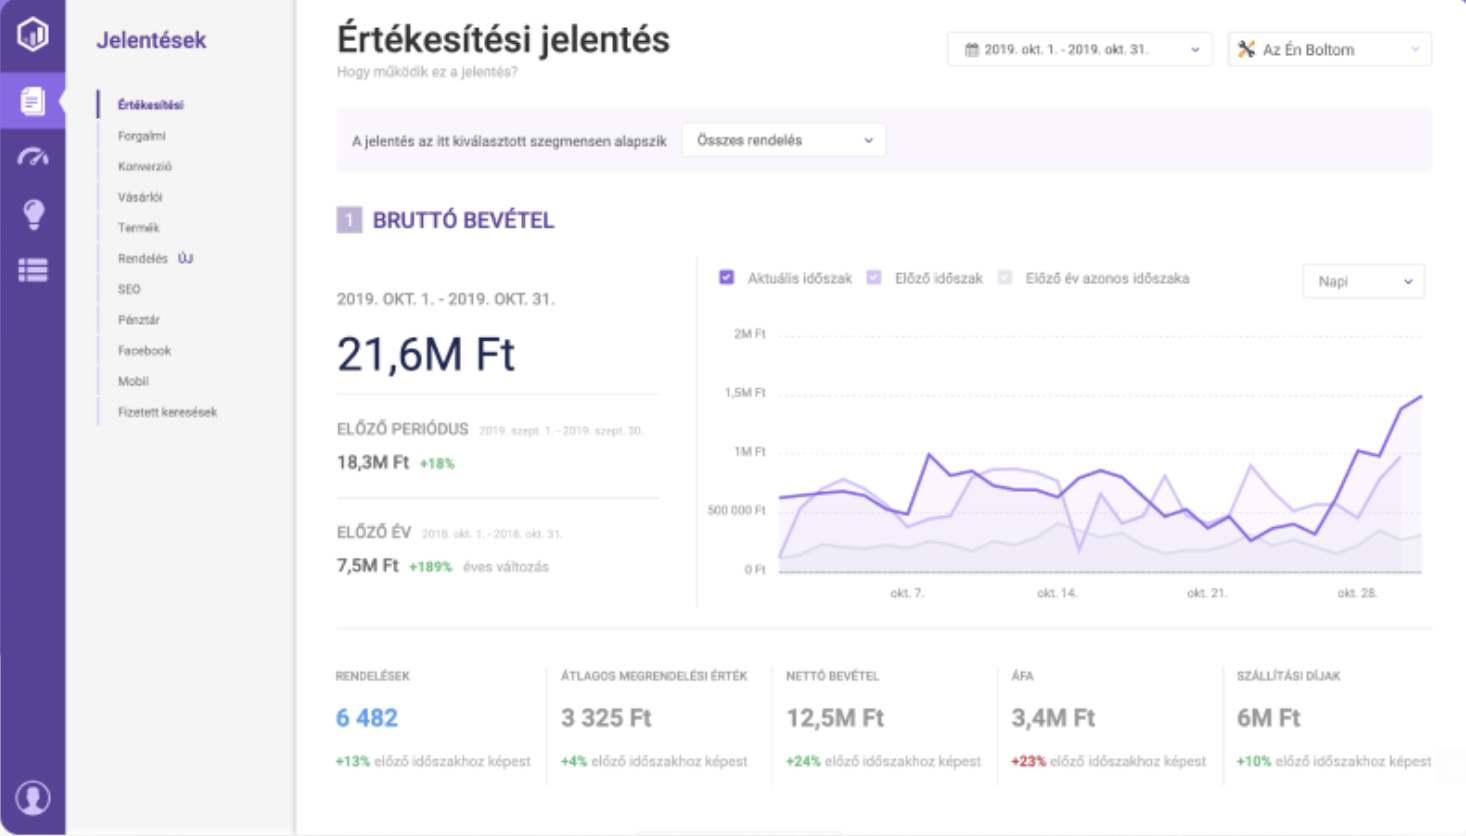 Jelentések
Értékesítési
Forgalmi
Konverzió
Vásárlói
Termék
Rendelés ÚJ
SEO
Pénztár
Facebook
Mobil
Fizetett keresések
Értékesítési jelentés
Hogy működik ez a jelentés?
2019. okt. 1. - 2019. okt. 31.
Az Én Boltom
A jelentés az itt kiválasztott szegmensen alapszik
Összes rendelés
1 BRUTTÓ BEVÉTEL
2019. OKT. 1. - 2019. OKT. 31.
21,6M Ft
ELŐZŐ PERIÓDUS 2019. szept. 1. - 2019. szept. 30.
18,3M Ft +18%
ELŐZŐ ÉV 2018. okt. 1. - 2018. okt. 31.
7,5M Ft +189% éves változás
Aktuális időszak Előző időszak Előző év azonos időszaka
Napi
2M Ft
1,5M Ft
1M Ft
500 000 Ft
0 Ft
okt. 7. okt. 14. okt. 21. okt. 28.
RENDELÉSEK
6 482
+13% előző időszakhoz képest
ÁTLAGOS MEGRENDELÉSI ÉRTÉK
3 325 Ft
+4% előző időszakhoz képest
NETTÓ BEVÉTEL
12,5M Ft
+24% előző időszakhoz képest
ÁFA
3,4M Ft
+23% előző időszakhoz képest
SZÁLLÍTÁSI DÍJAK
6M Ft
+10% előző időszakhoz képest